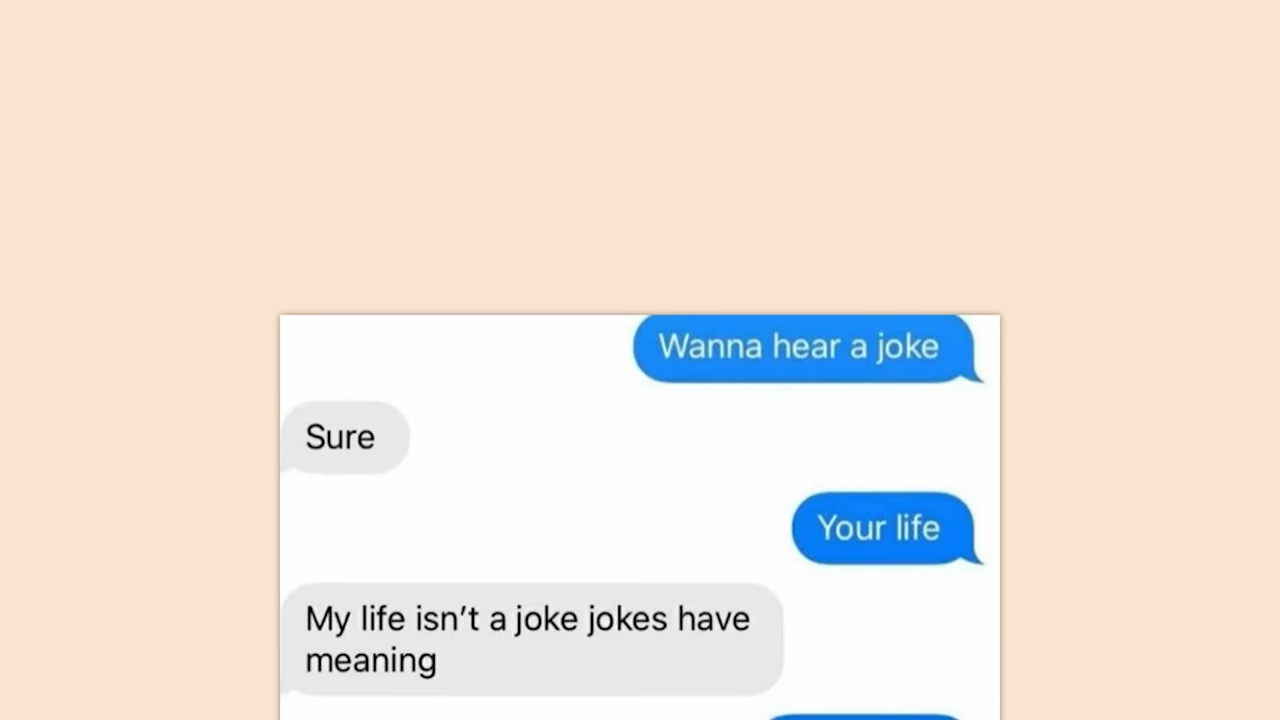 Wanna hear a joke
Sure
Your life
My life isn’t a joke jokes have
meaning